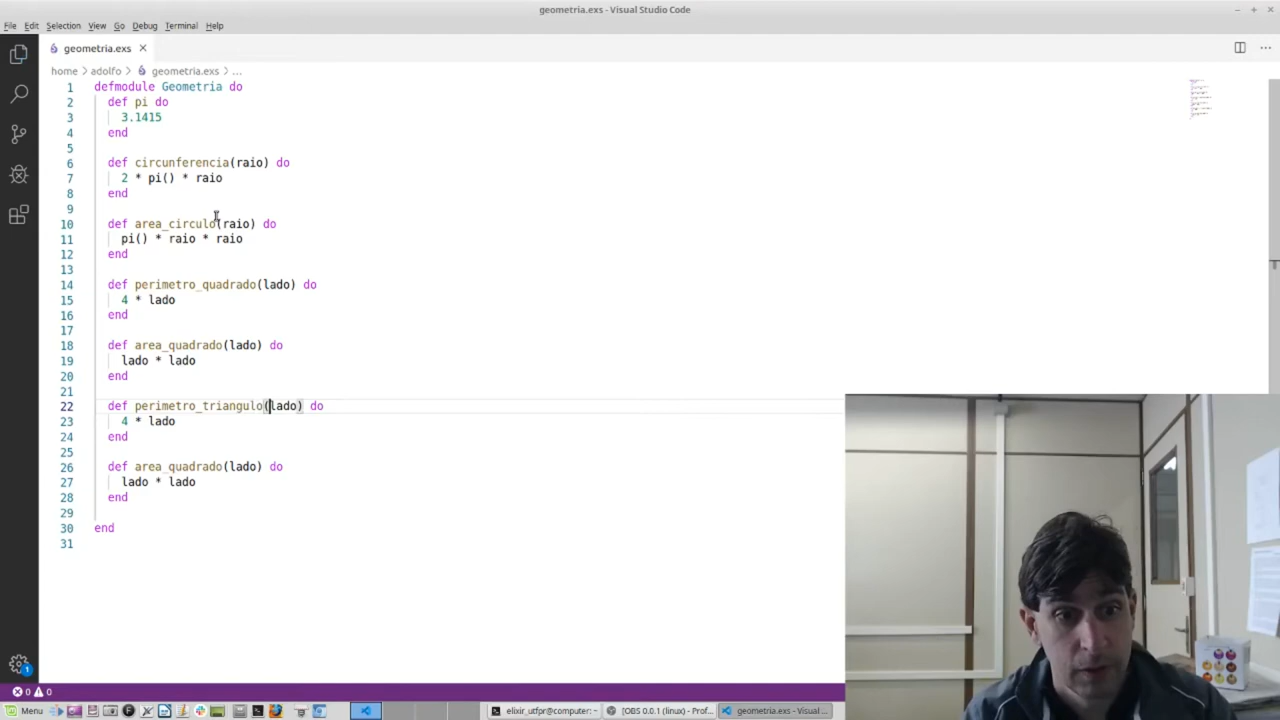 geometria.exs - Visual Studio Code
File Edit Selection View Go Debug Terminal Help
geometria.exs
home adolfo geometria.exs ...
1 defmodule Geometria do
2 def pi do
3 3.1415
4 end
5
6 def circunferencia(raio) do
7 2 * pi() * raio
8 end
9
10 def area_circulo(raio) do
11 pi() * raio * raio
12 end
13
14 def perimetro_quadrado(lado) do
15 4 * lado
16 end
17
18 def area_quadrado(lado) do
19 lado * lado
20 end
21
22 def perimetro_triangulo(lado) do
23 4 * lado
24 end
25
26 def area_quadrado(lado) do
27 lado * lado
28 end
29
30 end
31
1
0 0
Menu
elixir_utfpr@computer: ~
[OBS 0.0.1 (linux) - Prof...
geometria.exs - Visual ...